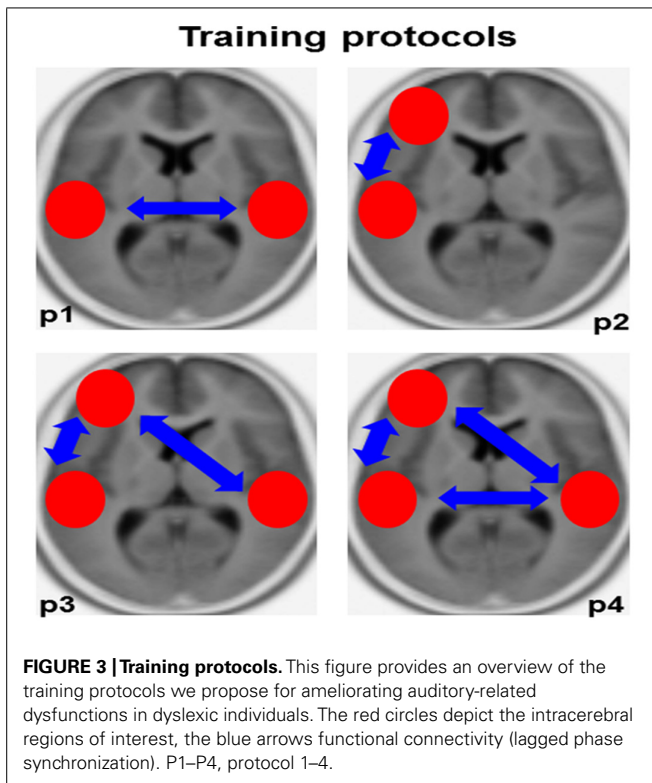 Training protocols
p1
p2
p3
p4
FIGURE 3 | Training protocols. This figure provides an overview of the
training protocols we propose for ameliorating auditory-related
dysfunctions in dyslexic individuals. The red circles depict the intracerebral
regions of interest, the blue arrows functional connectivity (lagged phase
synchronization). P1–P4, protocol 1–4.